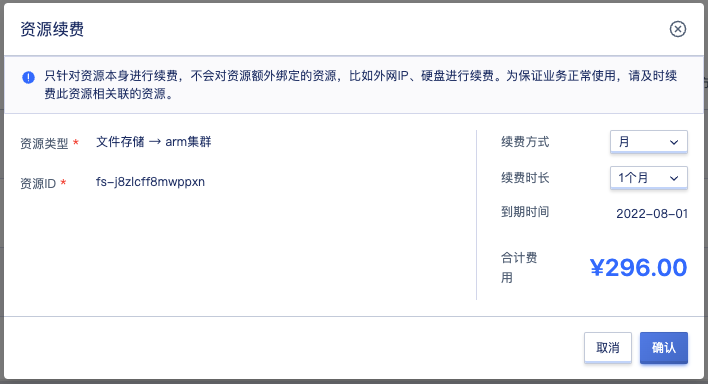 资源续费
只针对资源本身进行续费，不会对资源额外绑定的资源，比如外网IP、硬盘进行续费。为保证业务正常使用，请及时续
费此资源相关联的资源。
资源类型 * 文件存储 → arm集群
资源ID * fs-j8zlcff8mwppxn
续费方式 月
续费时长 1个月
到期时间 2022-08-01
合计费
用 ¥296.00
取消 确认